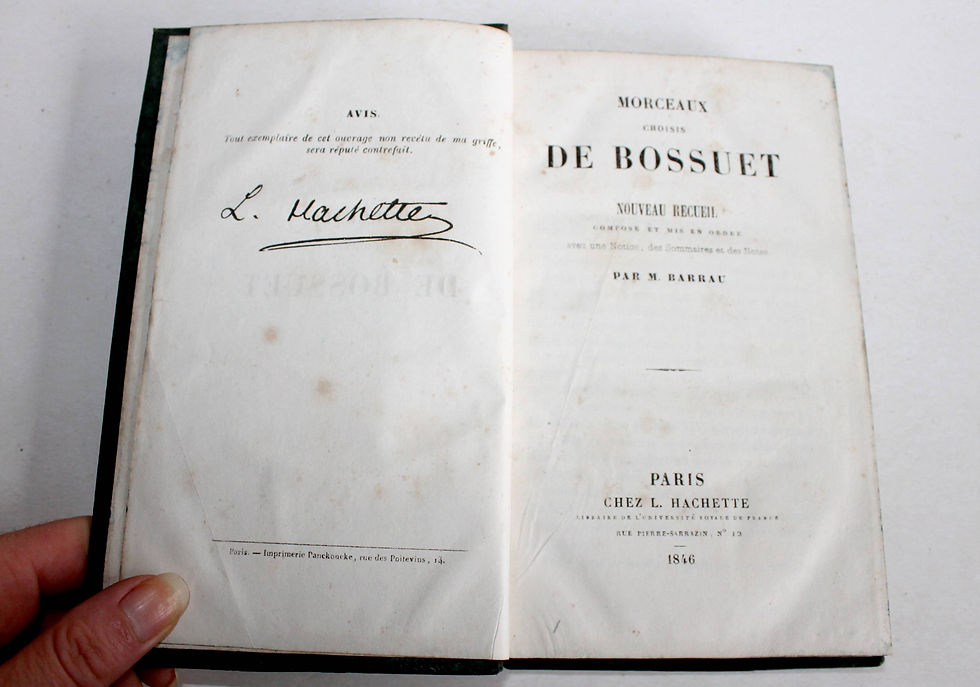 AVIS.
Tout exemplaire de cet ouvrage non revêtu de ma griffe,
sera réputé contrefait.
L. Hachette
Paris. — Imprimerie Panckoucke, rue des Poitevins, 14.
MORCEAUX
CHOISIS
DE BOSSUET
NOUVEAU RECUEIL
COMPOSÉ ET MIS EN ORDRE
avec une Notice, des Sommaires et des Notes
PAR M. BARRAU
PARIS
CHEZ L. HACHETTE
LIBRAIRE DE L'UNIVERSITÉ ROYALE DE FRANCE
RUE PIERRE-SARRAZIN, N° 12
1846